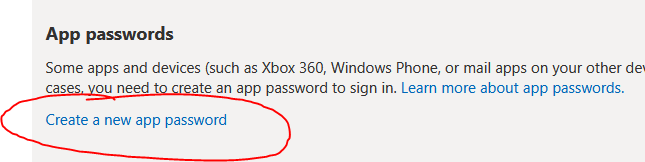 App passwords
Some apps and devices (such as Xbox 360, Windows Phone, or mail apps on your other
cases, you need to create an app password to sign in. Learn more about app passwords.
Create a new app password